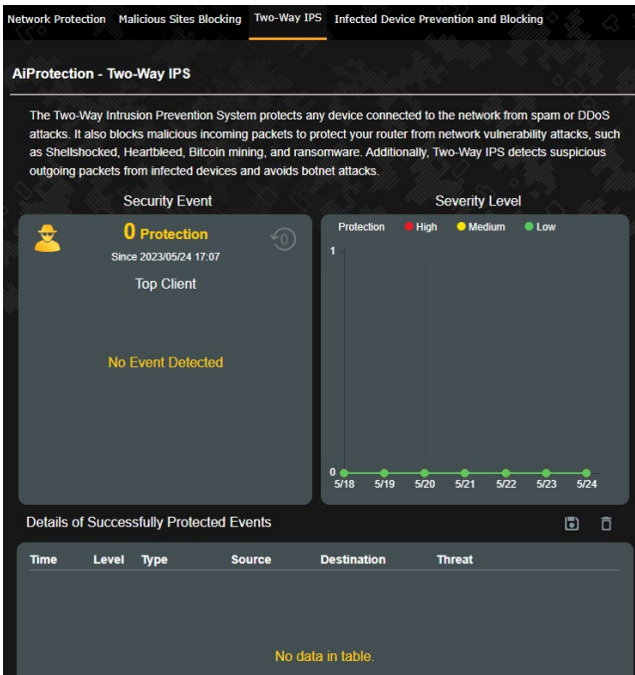 Network Protection Malicious Sites Blocking Two-Way IPS Infected Device Prevention and Blocking
AiProtection - Two-Way IPS
The Two-Way Intrusion Prevention System protects any device connected to the network from spam or DDoS
attacks. It also blocks malicious incoming packets to protect your router from network vulnerability attacks, such
as Shellshocked, Heartbleed, Bitcoin mining, and ransomware. Additionally, Two-Way IPS detects suspicious
outgoing packets from infected devices and avoids botnet attacks.
Security Event
0 Protection
0
Since 2023/05/24 17:07
Top Client
No Event Detected
Severity Level
Protection High Medium Low
1
0
5/18 5/19 5/20 5/21 5/22 5/23 5/24
Details of Successfully Protected Events
Time Level Type Source Destination Threat
No data in table.